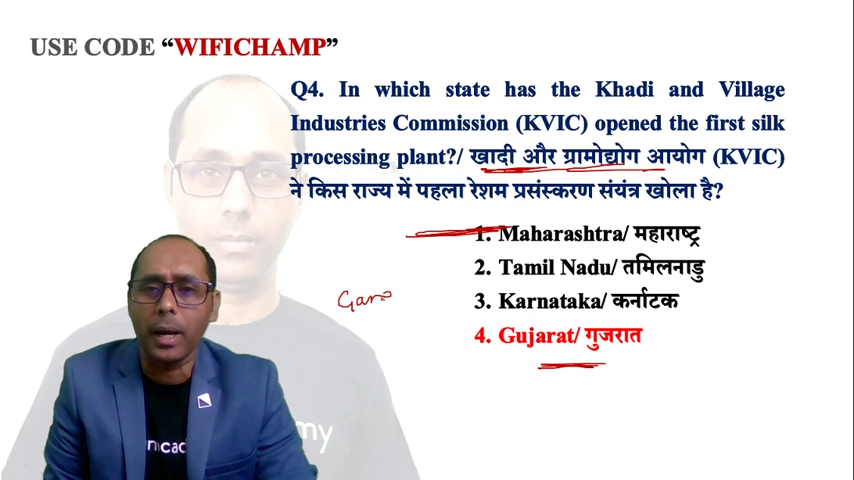 USE CODE “WIFICHAMP”
Q4. In which state has the Khadi and Village
Industries Commission (KVIC) opened the first silk
processing plant?/ खादी और ग्रामोद्योग आयोग (KVIC)
ने किस राज्य में पहला रेशम प्रसंस्करण संयंत्र खोला है?
1. Maharashtra/ महाराष्ट्र
2. Tamil Nadu/ तमिलनाडु
3. Karnataka/ कर्नाटक
4. Gujarat/ गुजरात